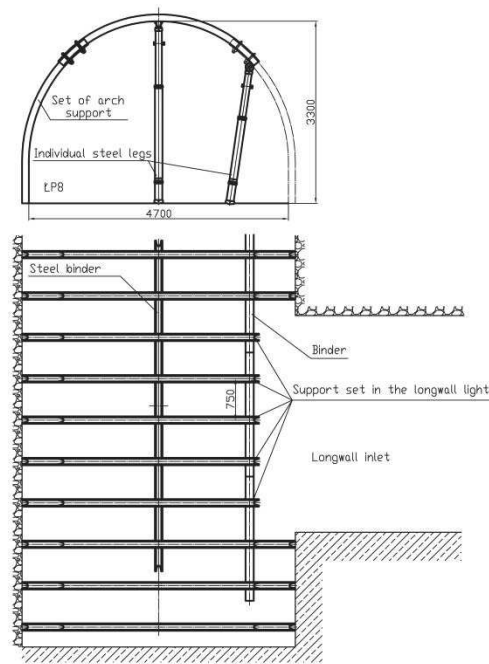 Set of arch
support
Individual steel legs
ŁP8
3300
4700
Steel binder
Binder
Support set in the longwall light
750
Longwall inlet